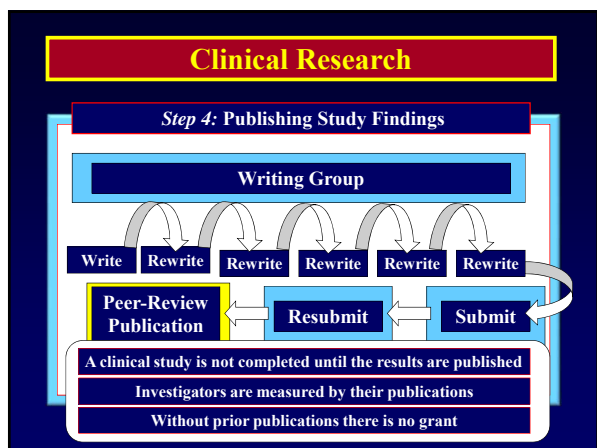 Clinical Research
Step 4: Publishing Study Findings
Writing Group
Write
Rewrite
Rewrite
Rewrite
Rewrite
Rewrite
Peer-Review
Publication
Resubmit
Submit
A clinical study is not completed until the results are published
Investigators are measured by their publications
Without prior publications there is no grant